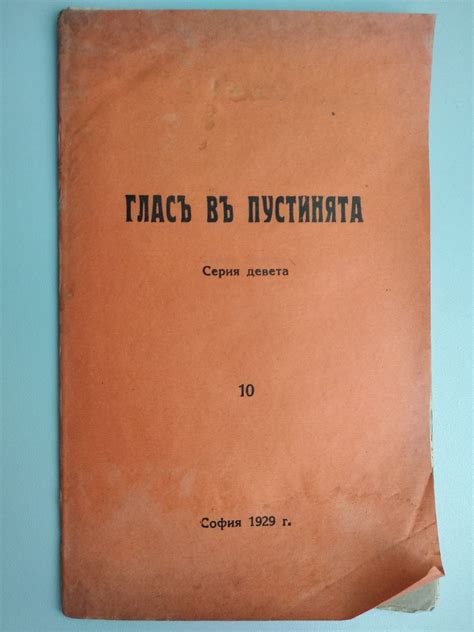 ГЛАСЪ ВЪ ПУСТИНЯТА
Серия девета
10
София 1929 г.